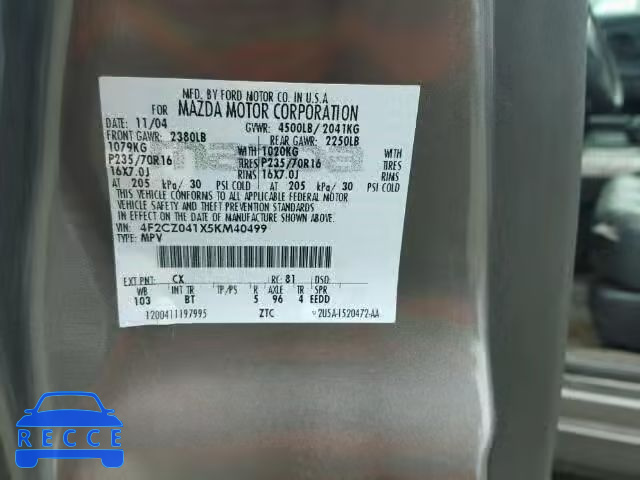 MFD. BY FORD MOTOR CO. IN U.S.A.
FOR MAZDA MOTOR CORPORATION
DATE: 11/04 GVWR: 4500LB/2041KG
FRONT GAWR: 2380LB REAR GAWR: 2250LB
1079KG WITH 1020KG WITH
P235/70R16 TIRES P235/70R16 TIRES
16X7.0J RIMS 16X7.0J RIMS
AT 205 kPa/30 PSI COLD AT 205 kPa/30 PSI COLD
THIS VEHICLE CONFORMS TO ALL APPLICABLE FEDERAL MOTOR
VEHICLE SAFETY AND THEFT PREVENTION STANDARDS
IN EFFECT ON THE DATE OF MANUFACTURE SHOWN ABOVE.
VIN: 4F2CZ041X5KM40499
TYPE: MPV
EXT PNT: CX RC: 81 DSO:
WB INT TR TP/PS R AXLE TR SPR
103 BT 5 96 4 EEDD
1200411197995 ZTC 2U5A-1520472-AA
RECCE